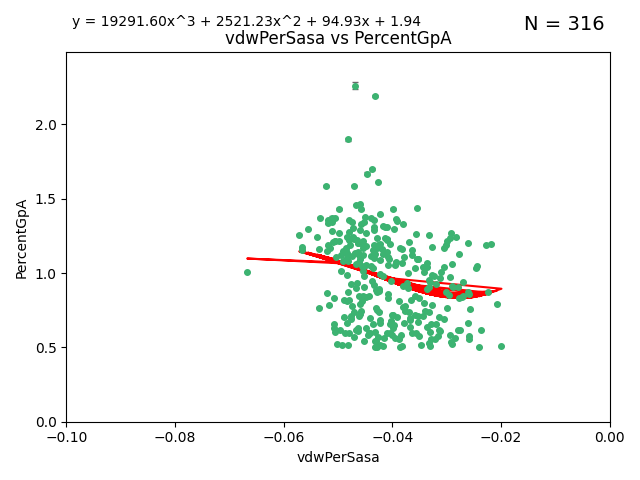 y = 19291.60x^3 + 2521.23x^2 + 94.93x + 1.94
N = 316
vdwPerSasa vs PercentGpA
PercentGpA
2.0
1.5
1.0
0.5
0.0
−0.10 −0.08 −0.06 −0.04 −0.02 0.00
vdwPerSasa